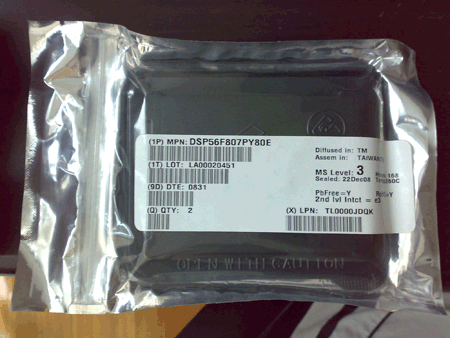 (1P) MPN: DSP56F807PY80E
(1T) LOT: LA00020451
(9D) DTE: 0831
(Q) QTY: 2
Diffused in: TM
Assem in: TAIWAN
MS Level: 3
Sealed: 22Dec08
PbFree=Y
2nd lvl Intct = e3
(X) LPN: TL0000JDQK
OPEN WITH CAUTION